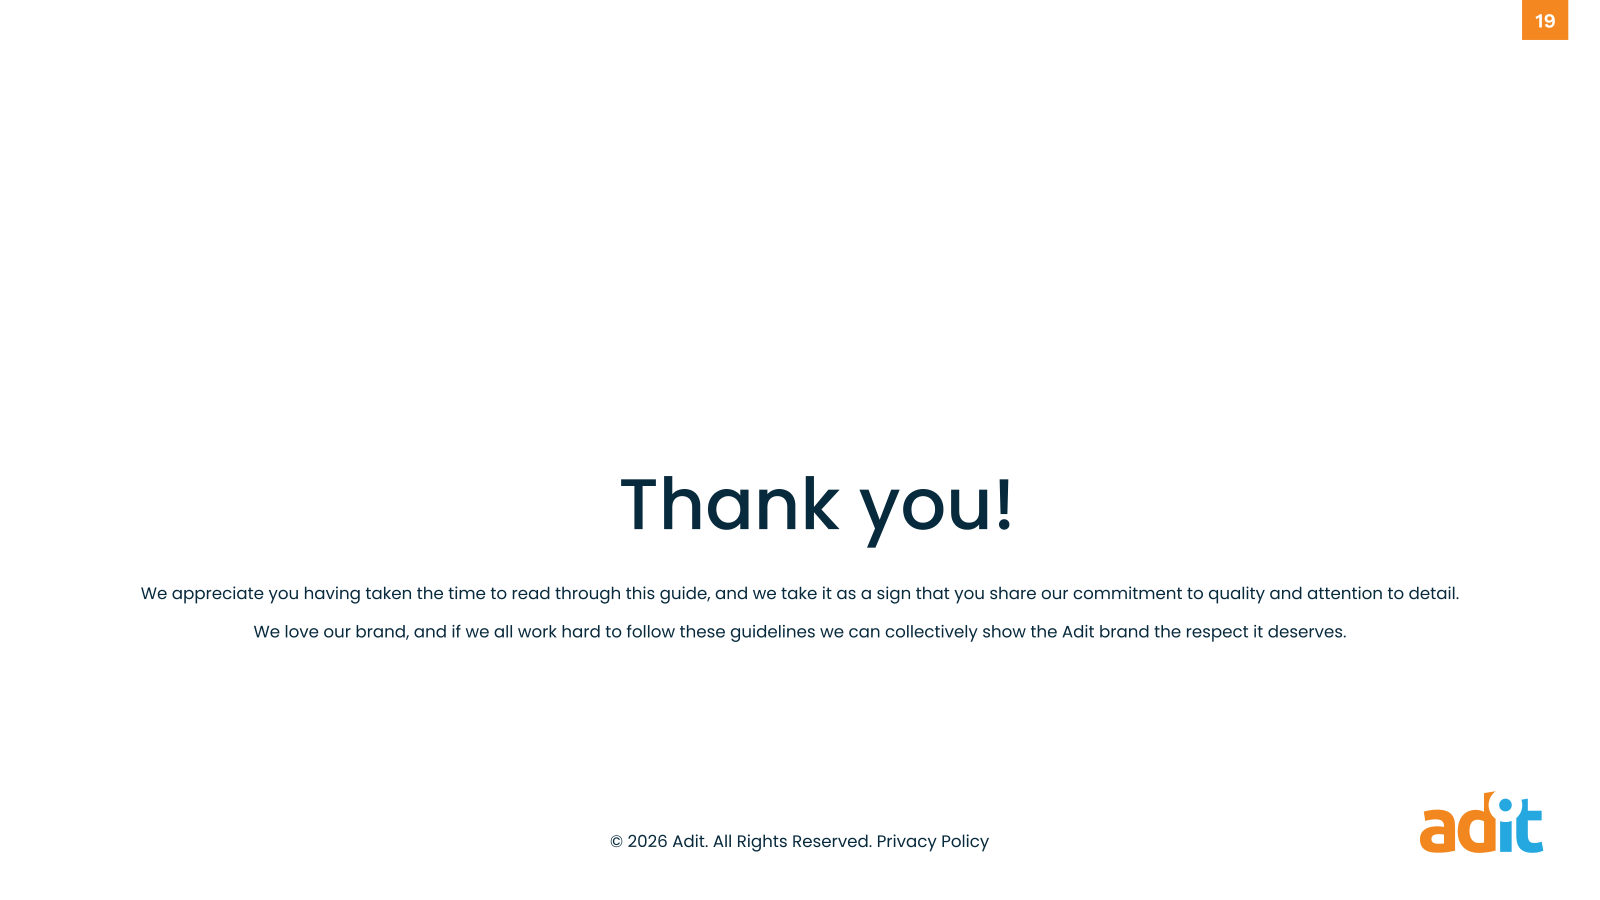 19
Thank you!
We appreciate you having taken the time to read through this guide, and we take it as a sign that you share our commitment to quality and attention to detail.
We love our brand, and if we all work hard to follow these guidelines we can collectively show the Adit brand the respect it deserves.
© 2026 Adit. All Rights Reserved. Privacy Policy
adit